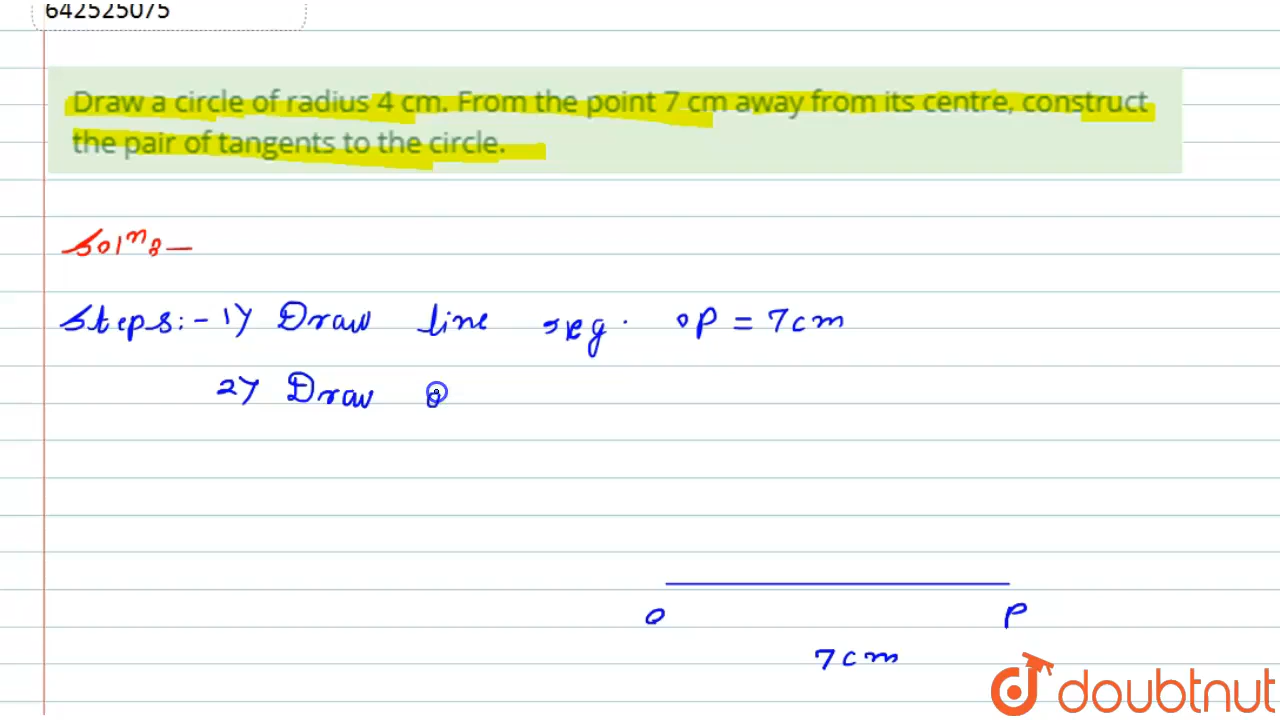 642525075
Draw a circle of radius 4 cm. From the point 7 cm away from its centre, construct
the pair of tangents to the circle.
Solⁿ:-
Steps:- 1) Draw line seg. OP = 7cm
2) Draw
O P
7cm
doubtnut